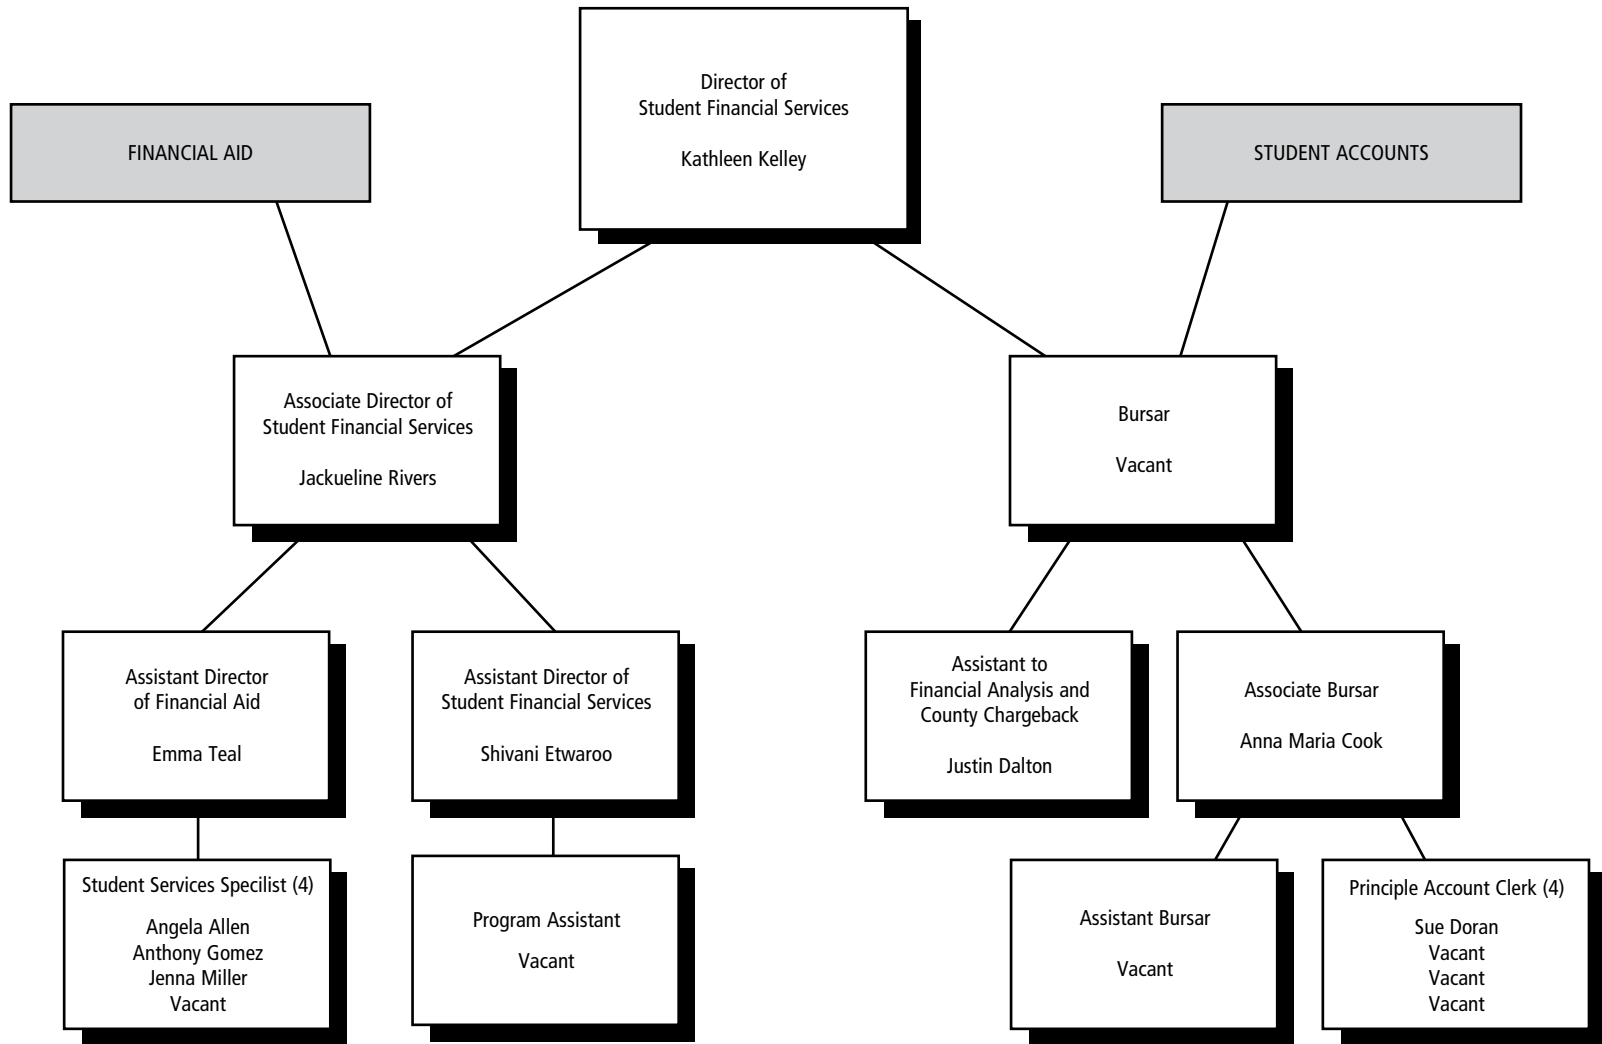 Director of
Student Financial Services
Kathleen Kelley
FINANCIAL AID
STUDENT ACCOUNTS
Associate Director of
Student Financial Services
Jackueline Rivers
Bursar
Vacant
Assistant Director
of Financial Aid
Emma Teal
Assistant Director of
Student Financial Services
Shivani Etwaroo
Assistant to
Financial Analysis and
County Chargeback
Justin Dalton
Associate Bursar
Anna Maria Cook
Student Services Specilist (4)
Angela Allen
Anthony Gomez
Jenna Miller
Vacant
Program Assistant
Vacant
Assistant Bursar
Vacant
Principle Account Clerk (4)
Sue Doran
Vacant
Vacant
Vacant